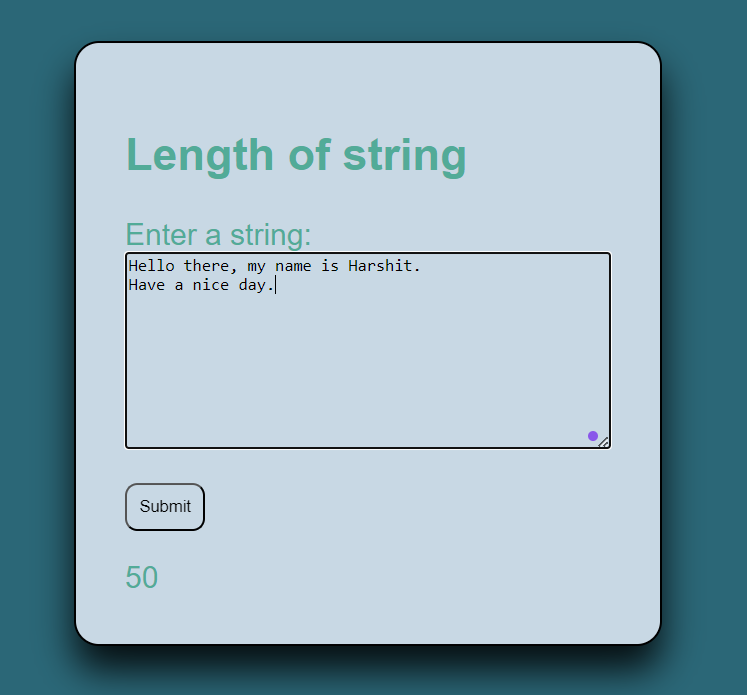 Length of string
Enter a string:
Hello there, my name is Harshit.
Have a nice day.
Submit
50